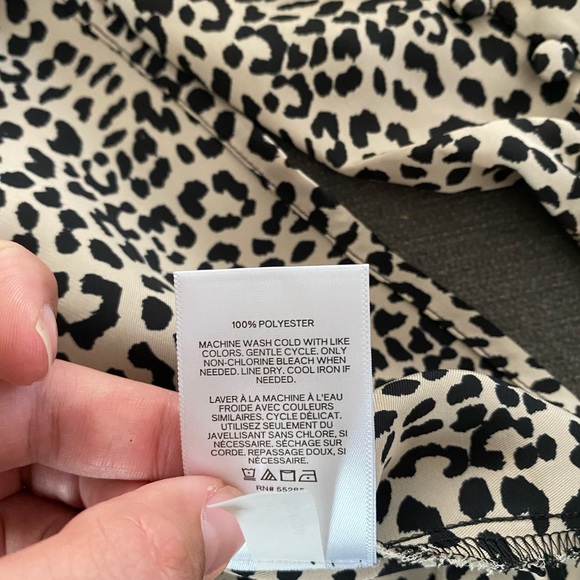 100% POLYESTER
MACHINE WASH COLD WITH LIKE
COLORS. GENTLE CYCLE. ONLY
NON-CHLORINE BLEACH WHEN
NEEDED. LINE DRY. COOL IRON IF
NEEDED.
LAVER À LA MACHINE À L'EAU
FROIDE AVEC COULEURS
SIMILAIRES. CYCLE DÉLICAT.
UTILISEZ SEULEMENT DU
JAVELLISANT SANS CHLORE, SI
NÉCESSAIRE. SÉCHAGE SUR
CORDE. REPASSAGE DOUX, SI
NÉCESSAIRE.
RN# 55285